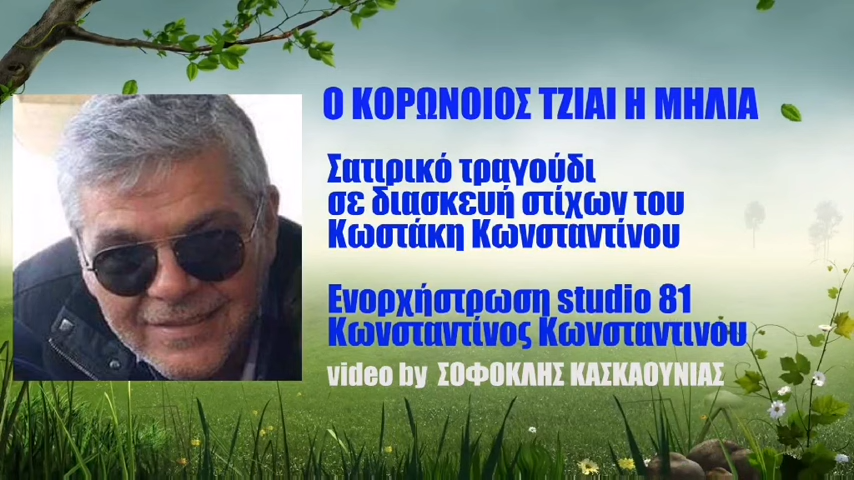 Ο ΚΟΡΩΝΟΙΟΣ ΤΖΙΑΙ Η ΜΗΛΙΑ
Σατιρικό τραγούδι
σε διασκευή στίχων του
Κωστάκη Κωνσταντίνου
Ενορχήστρωση studio 81
Κωνσταντίνος Κωνσταντινου
video by ΣΟΦΟΚΛΗΣ ΚΑΣΚΑΟΥΝΙΑΣ